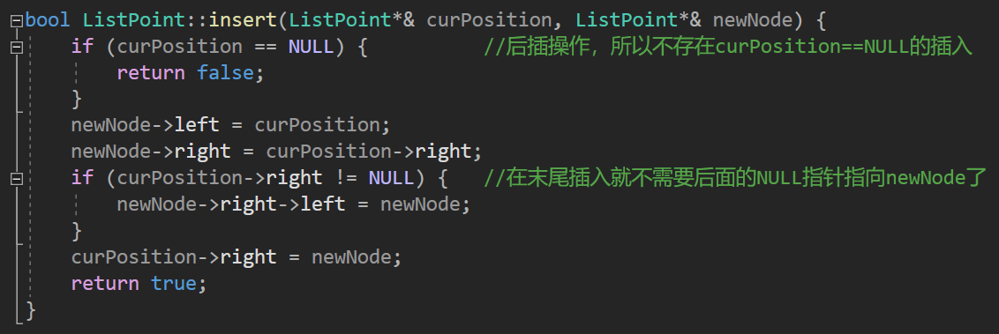 bool ListPoint::insert(ListPoint*& curPosition, ListPoint*& newNode) {
    if (curPosition == NULL) {          //后插操作，所以不存在curPosition==NULL的插入
        return false;
    }
    newNode->left = curPosition;
    newNode->right = curPosition->right;
    if (curPosition->right != NULL) {   //在末尾插入就不需要后面的NULL指针指向newNode了
        newNode->right->left = newNode;
    }
    curPosition->right = newNode;
    return true;
}